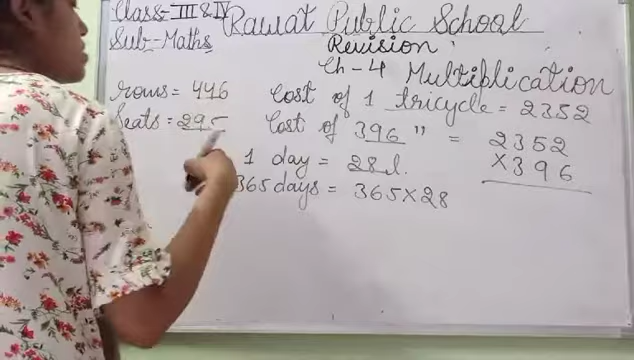 Class - III & IV Rawat Public School
Sub - Maths Revision
Ch - 4 Multiplication
rows = 446
Seats = 295
Cost of 1 tricycle = 2352
Cost of 396 " = 2352
× 396
1 day = 28 l.
365 days = 365 × 28